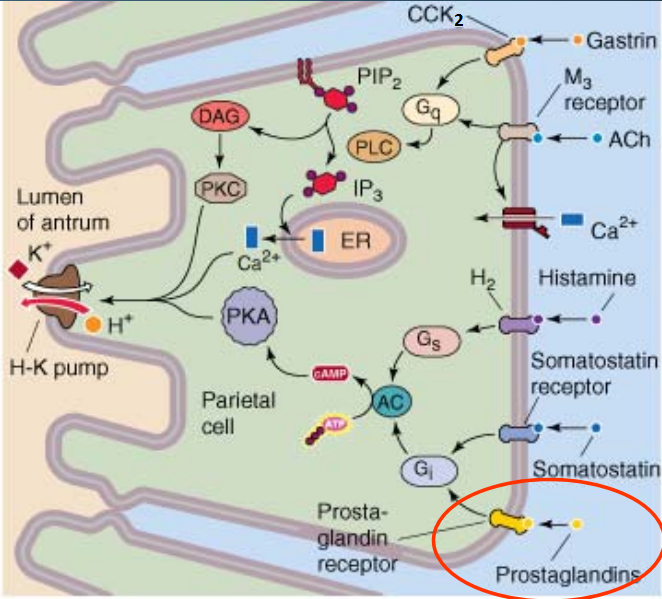 CCK2
Gastrin
M3
receptor
ACh
Ca2+
PIP2
DAG
Gq
PLC
PKC
IP3
Lumen
of antrum
K+
ER
Ca2+
H+
H-K pump
PKA
H2
Histamine
Gs
cAMP
AC
ATP
Parietal
cell
Somatostatin
receptor
Gi
Somatostatin
Prosta-
glandin
receptor
Prostaglandins